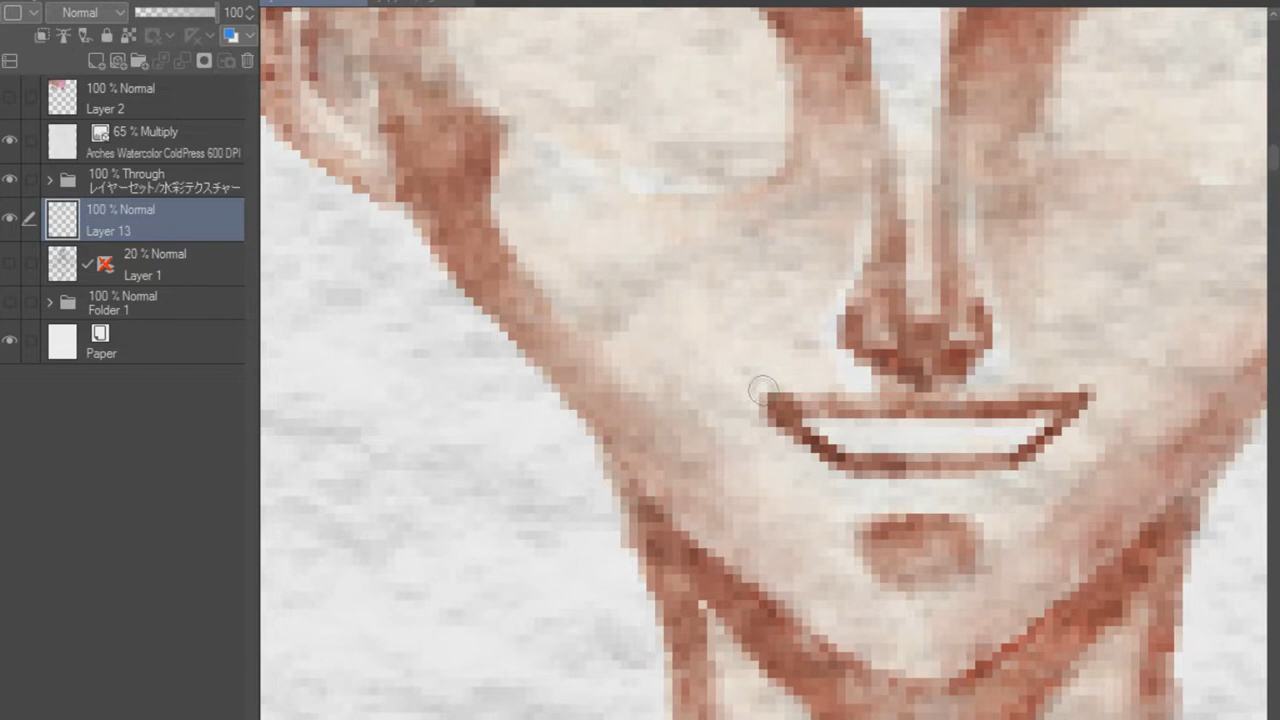 Normal 100
100 % Normal
Layer 2
65 % Multiply
Arches Watercolor ColdPress 600 DPI
100 % Through
レイヤーセット/水彩テクスチャー
100 % Normal
Layer 13
20 % Normal
Layer 1
100 % Normal
Folder 1
Paper